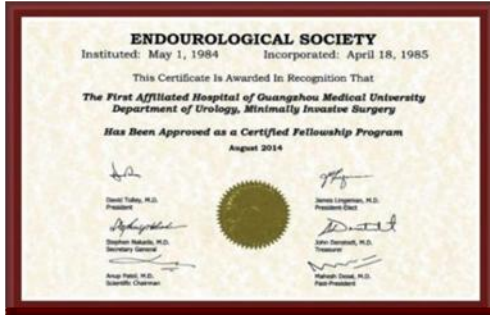 ENDOUROLOGICAL SOCIETY
Instituted: May 1, 1984 Incorporated: April 18, 1985
This Certificate Is Awarded In Recognition That
The First Affiliated Hospital of Guangzhou Medical University
Department of Urology, Minimally Invasive Surgery
Has Been Approved as a Certified Fellowship Program
August 2014
David Tolley, M.D.
President
James Lingeman, M.D.
President-Elect
Stephen Nakada, M.D.
Secretary General
John Denstedt, M.D.
Treasurer
Anup Patel, M.D.
Scientific Chairman
Mahesh Desai, M.D.
Past-President